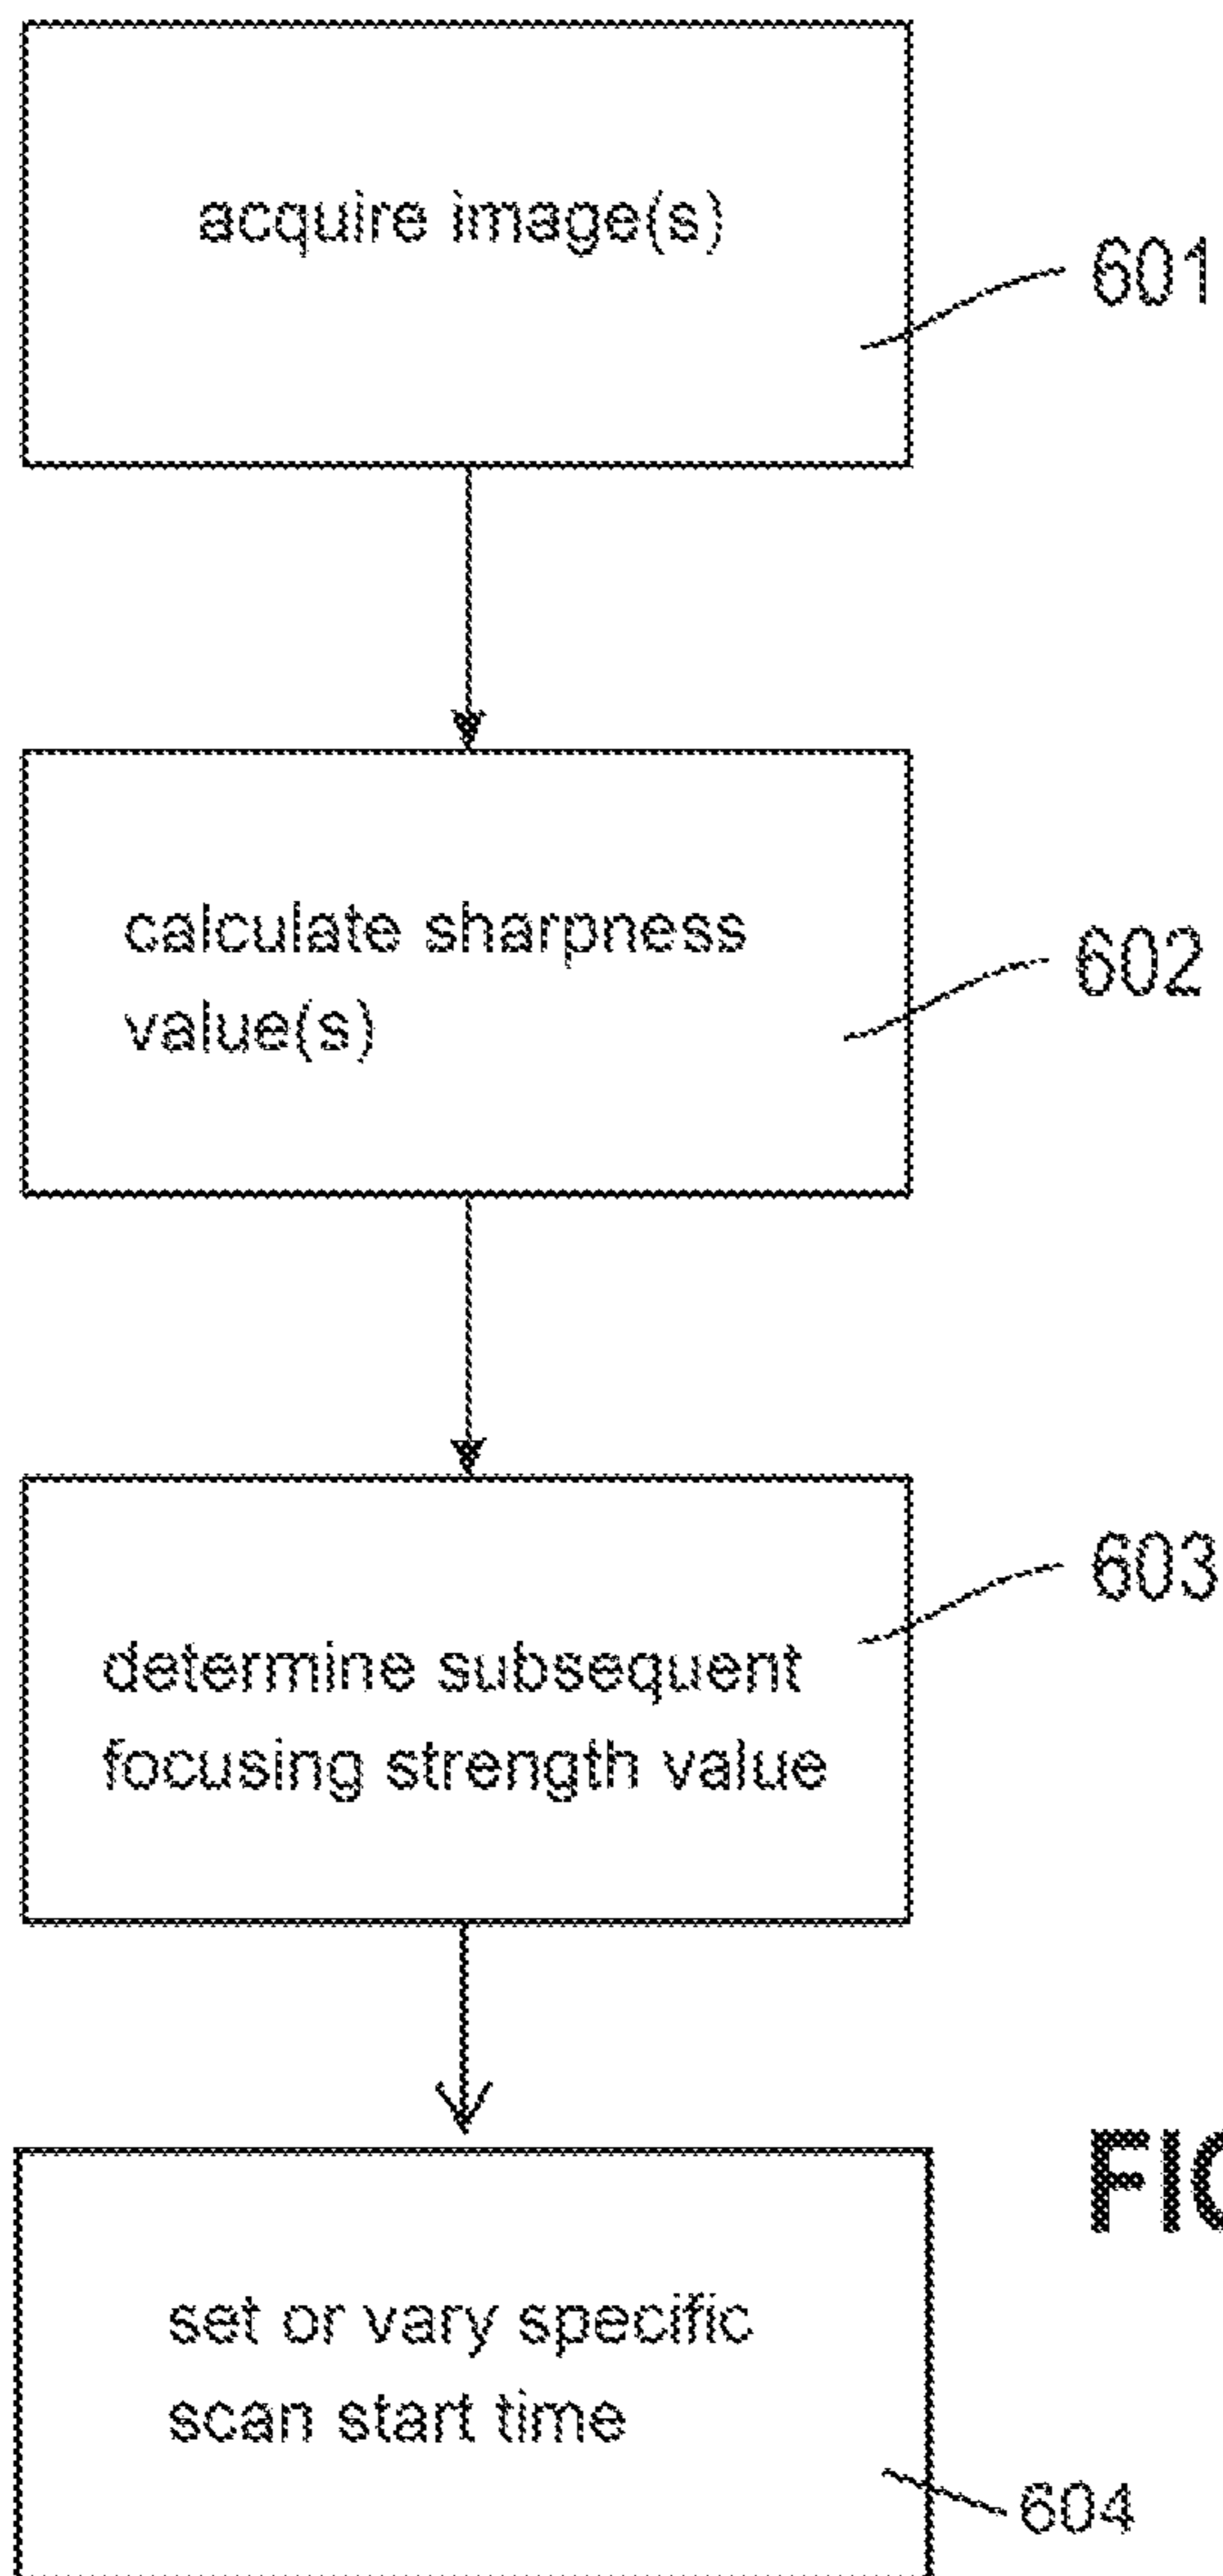 acquire image(s)
601
calculate sharpness
value(s)
602
603
determine subsequent
focusing strength value
set or vary specific
scan start time
604